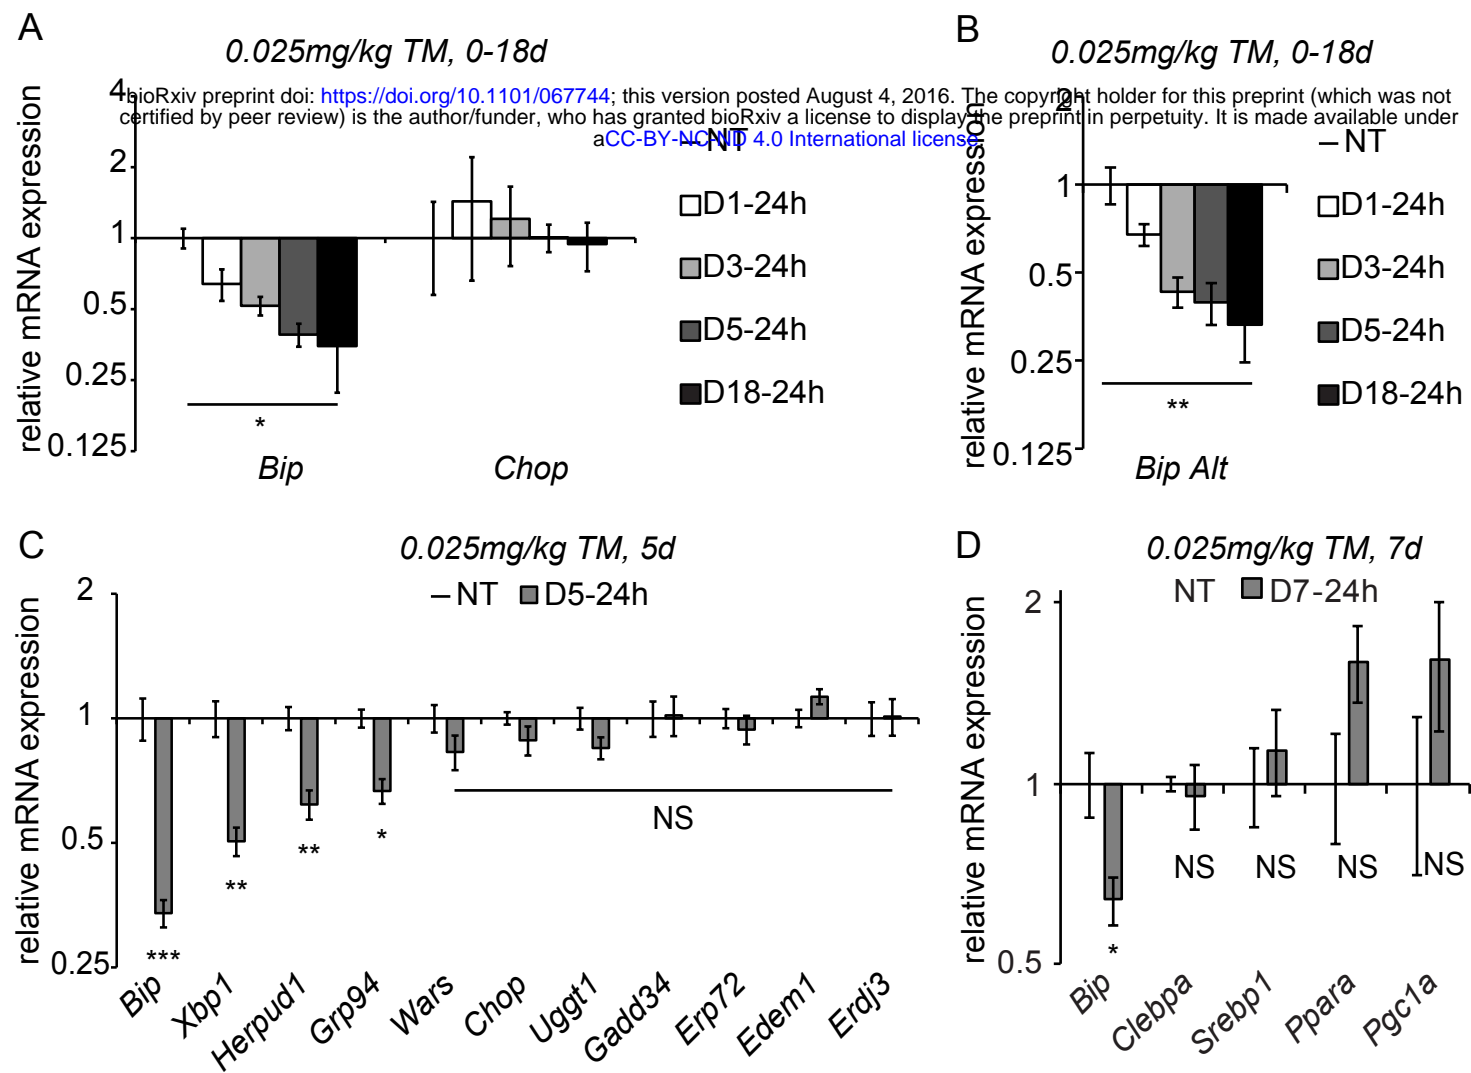 A
0.025mg/kg TM, 0-18d
bioRxiv preprint doi: https://doi.org/10.1101/067744; this version posted August 4, 2016. The copyright holder for this preprint (which was not
certified by peer review) is the author/funder, who has granted bioRxiv a license to display the preprint in perpetuity. It is made available under
aCC-BY-NC-ND 4.0 International license.
relative mRNA expression
4
2
1
0.5
0.25
0.125
*
Bip
Chop
NT
D1-24h
D3-24h
D5-24h
D18-24h
B
0.025mg/kg TM, 0-18d
relative mRNA expression
2
1
0.5
0.25
0.125
**
Bip Alt
NT
D1-24h
D3-24h
D5-24h
D18-24h
C
0.025mg/kg TM, 5d
NT D5-24h
relative mRNA expression
2
1
0.5
0.25
***
**
**
*
NS
Bip
Xbp1
Herpud1
Grp94
Wars
Chop
Uggt1
Gadd34
Erp72
Edem1
Erdj3
D
0.025mg/kg TM, 7d
NT D7-24h
relative mRNA expression
2
1
0.5
*
NS
NS
NS
NS
Bip
C/ebpa
Srebp1
Ppara
Pgc1a